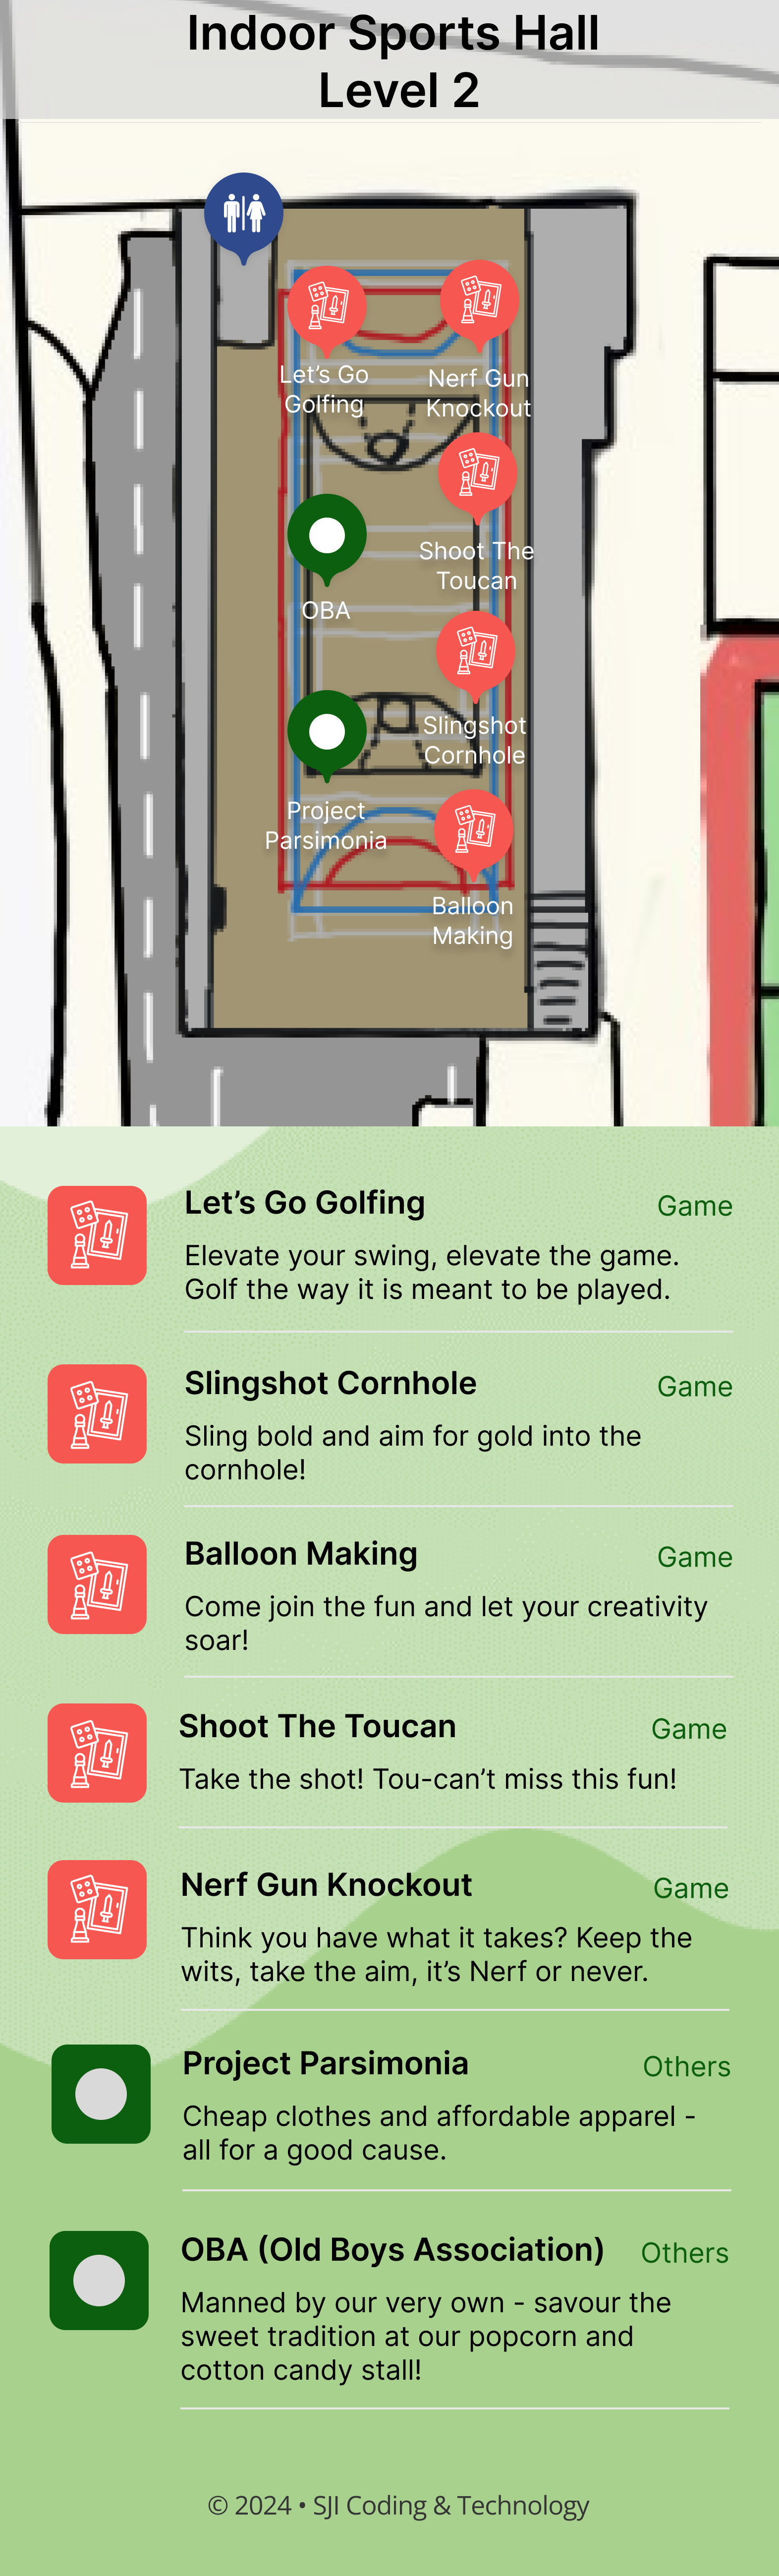 Indoor Sports Hall
Level 2
Let’s Go
Golfing
Nerf Gun
Knockout
Shoot The
Toucan
OBA
Slingshot
Cornhole
Project
Parsimonia
Balloon
Making
Let’s Go Golfing
Game
Elevate your swing, elevate the game.
Golf the way it is meant to be played.
Slingshot Cornhole
Game
Sling bold and aim for gold into the
cornhole!
Balloon Making
Game
Come join the fun and let your creativity
soar!
Shoot The Toucan
Game
Take the shot! Tou-can’t miss this fun!
Nerf Gun Knockout
Game
Think you have what it takes? Keep the
wits, take the aim, it’s Nerf or never.
Project Parsimonia
Others
Cheap clothes and affordable apparel -
all for a good cause.
OBA (Old Boys Association)
Others
Manned by our very own - savour the
sweet tradition at our popcorn and
cotton candy stall!
© 2024 • SJI Coding & Technology